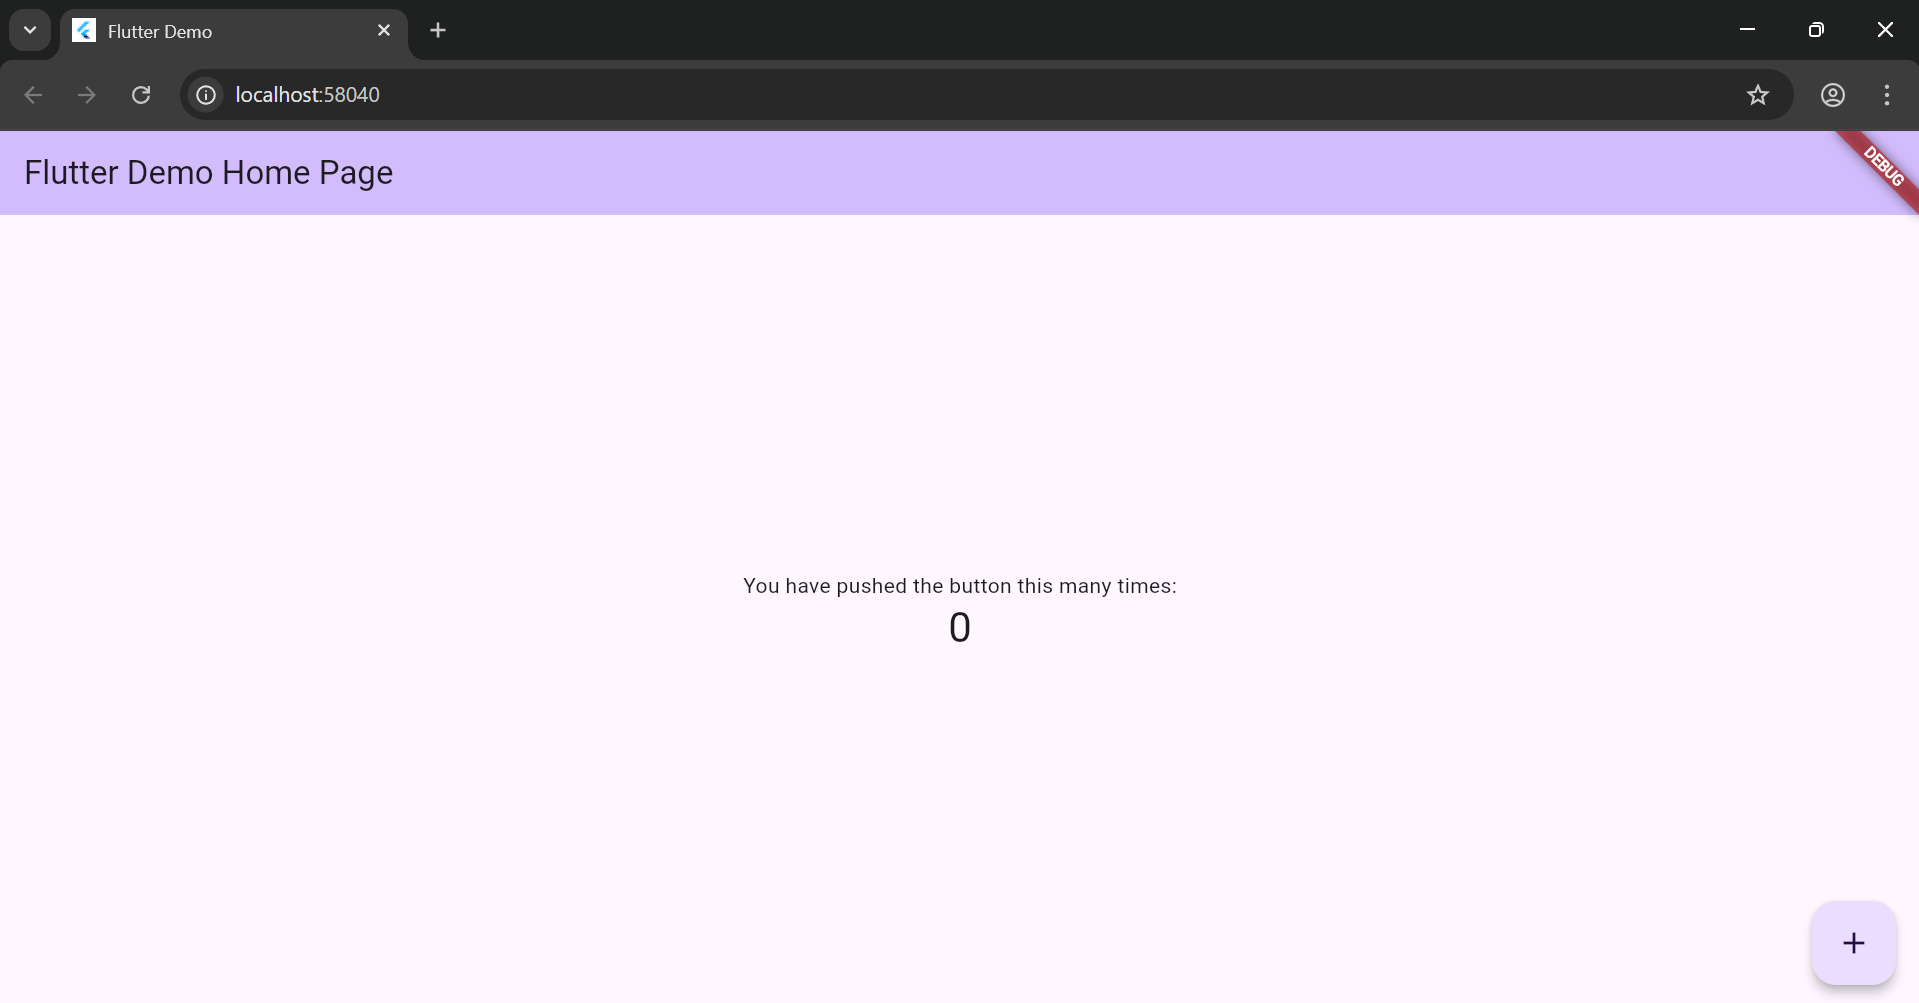 Flutter Demo
localhost:58040
Flutter Demo Home Page
DEBUG
You have pushed the button this many times:
0